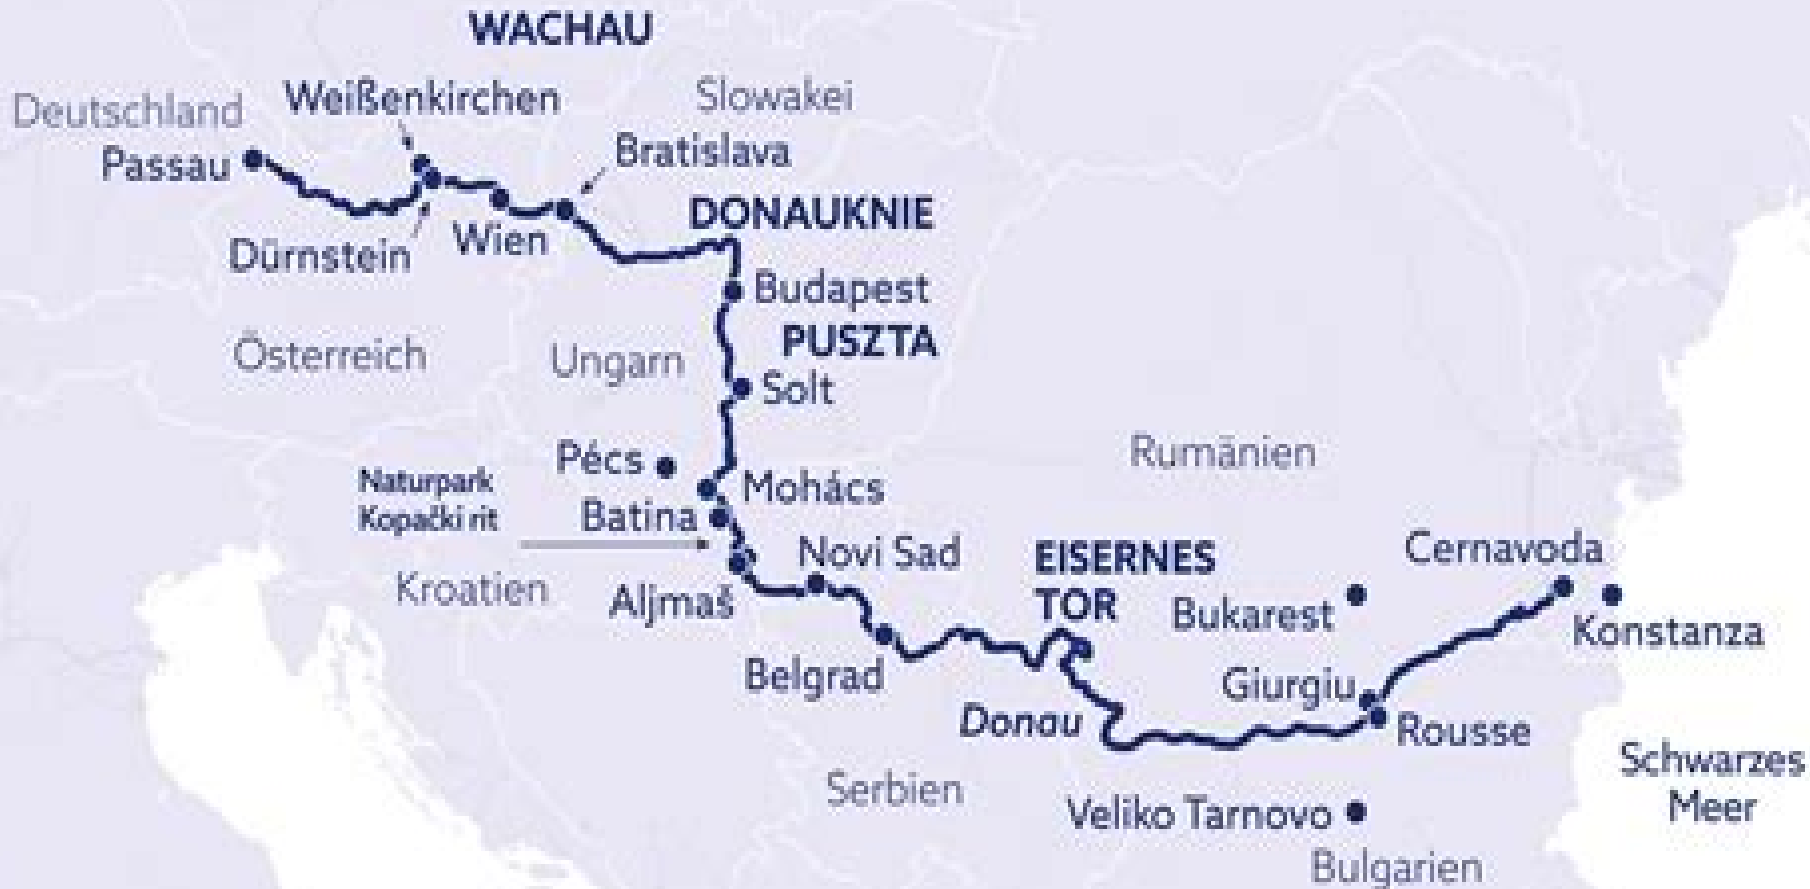 WACHAU
Weißenkirchen
Slowakei
Deutschland
Passau
Bratislava
DONAUKNIE
Dürnstein
Wien
Budapest
PUSZTA
Österreich
Ungarn
Solt
Pécs
Rumänien
Naturpark
Kopački rit
Mohács
Batina
Novi Sad
EISERNES
TOR
Cernavoda
Kroatien
Aljmaš
Bukarest
Konstanza
Belgrad
Giurgiu
Donau
Rousse
Schwarzes
Meer
Serbien
Veliko Tarnovo
Bulgarien